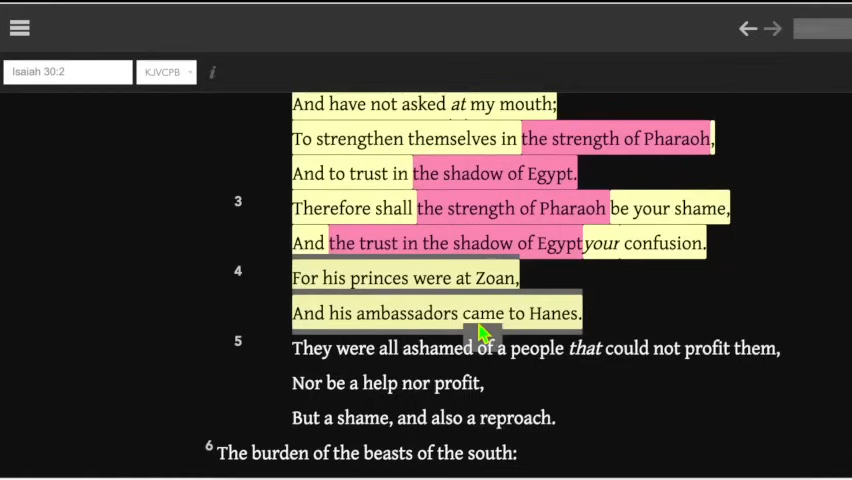 Isaiah 30:2
KJVCPB
i
And have not asked at my mouth;
To strengthen themselves in the strength of Pharaoh,
And to trust in the shadow of Egypt.
3 Therefore shall the strength of Pharaoh be your shame,
And the trust in the shadow of Egypt your confusion.
4 For his princes were at Zoan,
And his ambassadors came to Hanes.
5 They were all ashamed of a people that could not profit them,
Nor be a help nor profit,
But a shame, and also a reproach.
6 The burden of the beasts of the south: